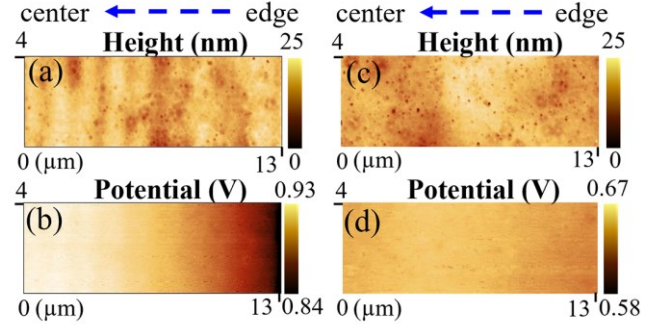 center edge center edge
4 Height (nm) 25 4 Height (nm) 25
(a) (c)
0 (µm) 13 0 0 (µm) 13 0
4 Potential (V) 0.93 4 Potential (V) 0.67
(b) (d)
0 (µm) 13 0.84 0 (µm) 13 0.58